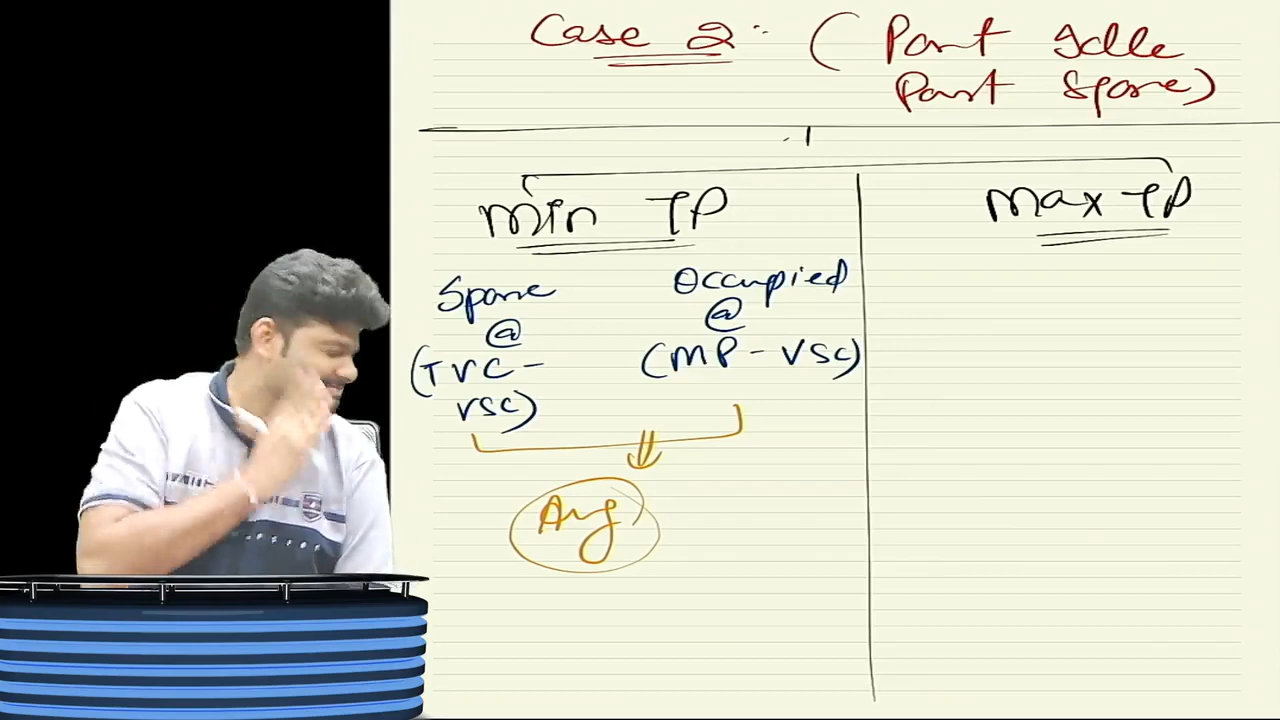 Case 2:- (Part Idle
Part Spare)
Min TP
Max TP
Spare
@
(TVC-
VSC)
Occupied
@
(MP-VSC)
Avg